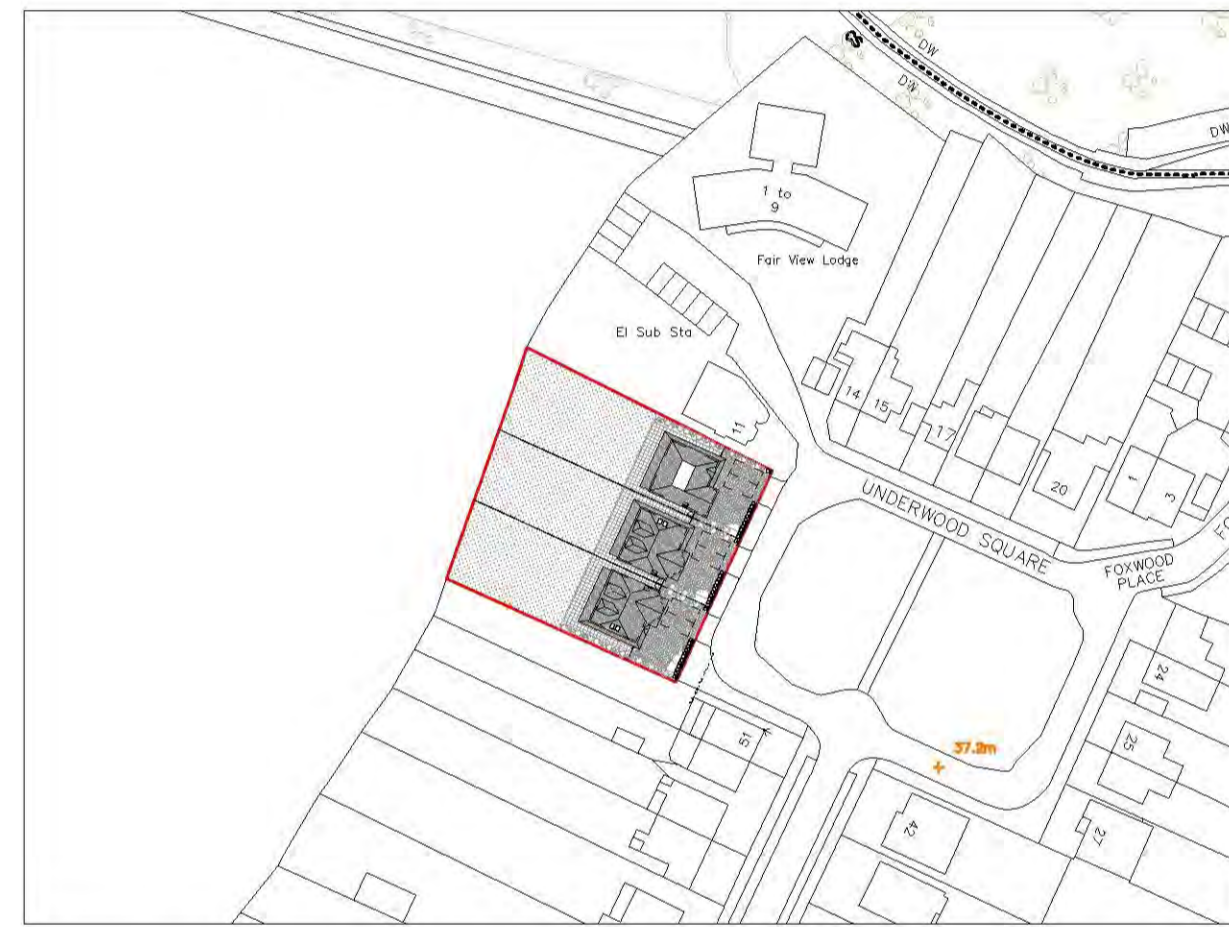 DW
DW
DW
1 to
9
Fair View Lodge
El Sub Sta
11
14
15
17
20
1
3
UNDERWOOD SQUARE
FOXWOOD
PLACE
24
25
27
42
51
37.2m